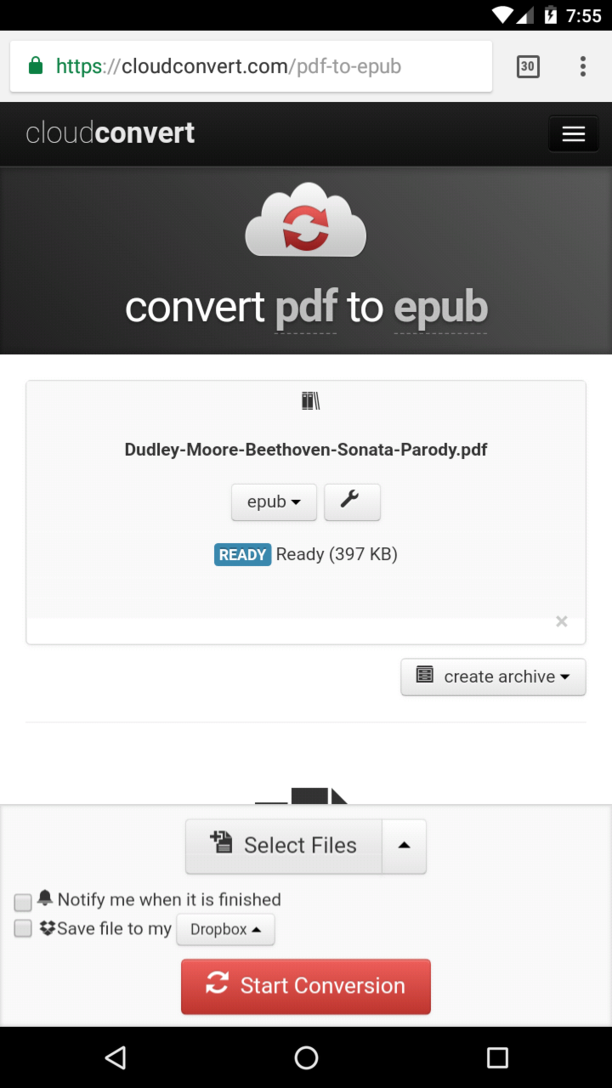 7:55
https://cloudconvert.com/pdf-to-epub
30
cloudconvert
convert pdf to epub
Dudley-Moore-Beethoven-Sonata-Parody.pdf
epub
READY Ready (397 KB)
×
create archive
Select Files
Notify me when it is finished
Save file to my Dropbox
Start Conversion